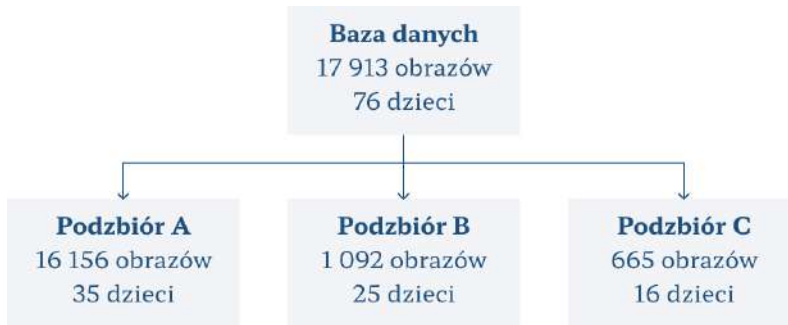 Baza danych
17 913 obrazów
76 dzieci
Podzbiór A
16 156 obrazów
35 dzieci
Podzbiór B
1 092 obrazów
25 dzieci
Podzbiór C
665 obrazów
16 dzieci